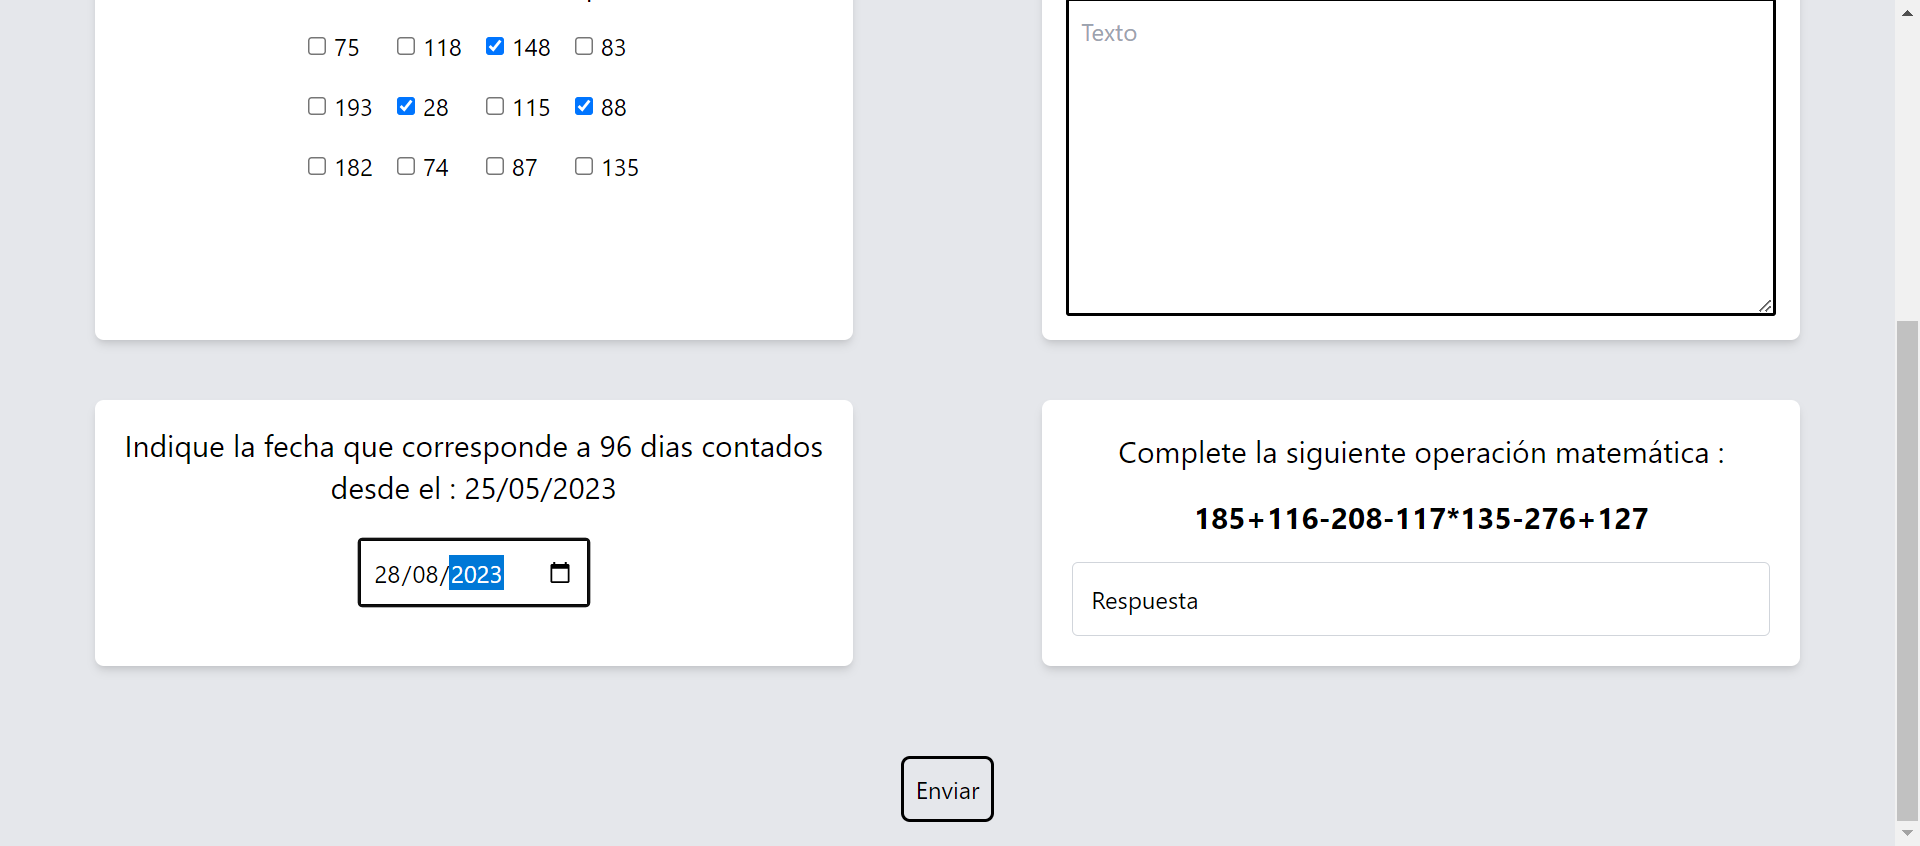 75 118 148 83
193 28 115 88
182 74 87 135
Texto
Indique la fecha que corresponde a 96 dias contados
desde el : 25/05/2023
28/08/2023
Complete la siguiente operación matemática :
185+116-208-117*135-276+127
Respuesta
Enviar